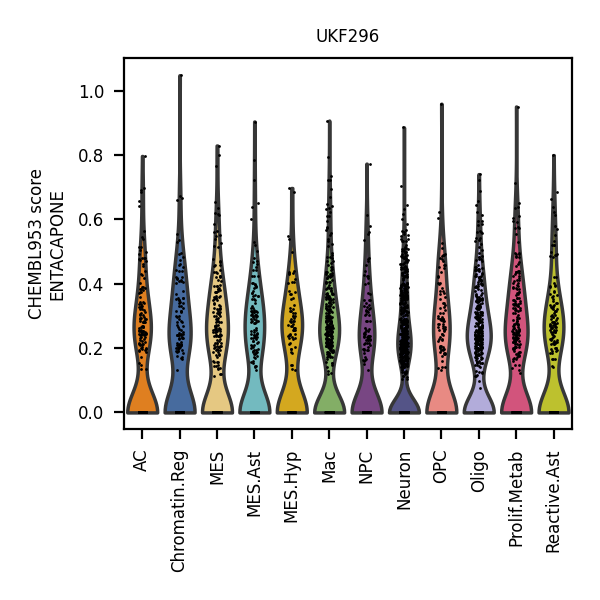 UKF296
CHEMBL953 score
ENTACAPONE
1.0
0.8
0.6
0.4
0.2
0.0
AC
Chromatin.Reg
MES
MES.Ast
MES.Hyp
Mac
NPC
Neuron
OPC
Oligo
Prolif.Metab
Reactive.Ast